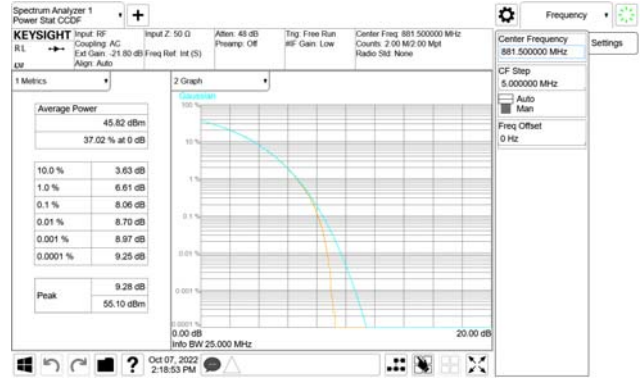 Spectrum Analyzer 1
Power Stat CCDF
+
Frequency
KEYSIGHT
RL
LXI
Input: RF
Coupling: AC
Ext Gain: -21.80 dB
Align: Auto
Input Z: 50 Ω
Freq Ref: Int (S)
Atten: 48 dB
Preamp: Off
Trig: Free Run
#IF Gain: Low
Center Freq: 881.500000 MHz
Counts: 2.00 M/2.00 Mpt
Radio Std: None
Center Frequency
881.500000 MHz
Settings
CF Step
5.000000 MHz
Auto
Man
Freq Offset
0 Hz
1 Metrics
2 Graph
Average Power
45.82 dBm
37.02 % at 0 dB
10.0 % 3.63 dB
1.0 % 6.61 dB
0.1 % 8.06 dB
0.01 % 8.70 dB
0.001 % 8.97 dB
0.0001 % 9.25 dB
Peak
9.28 dB
55.10 dBm
Gaussian
100 %
10 %
1 %
0.1 %
0.01 %
0.001 %
0.0001 %
0.00 dB
20.00 dB
Info BW 25.000 MHz
?
Oct 07, 2022
2:18:53 PM